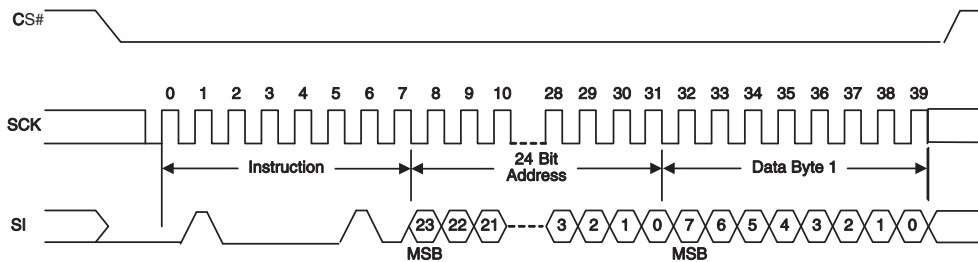 CS#
0 1 2 3 4 5 6 7 8 9 10 28 29 30 31 32 33 34 35 36 37 38 39
SCK
Instruction
24 Bit
Address
Data Byte 1
SI
23 22 21 3 2 1 0 7 6 5 4 3 2 1 0
MSB MSB